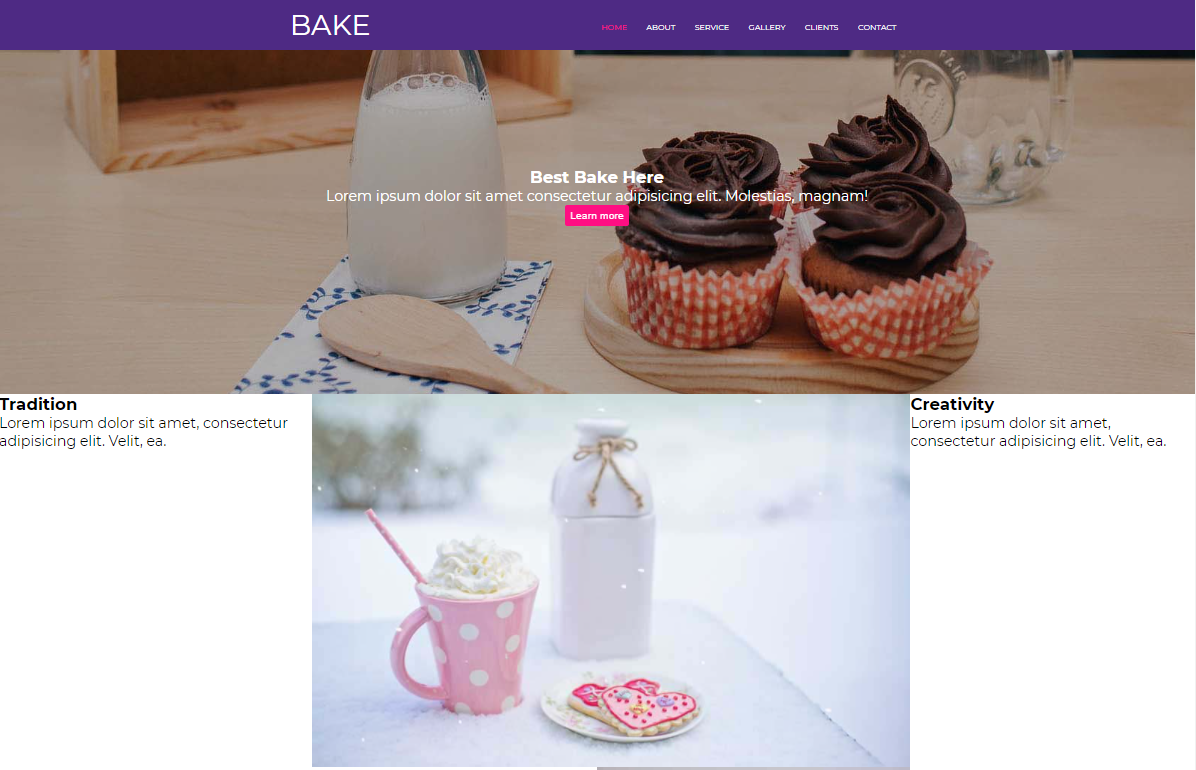 BAKE
HOME ABOUT SERVICE GALLERY CLIENTS CONTACT
Best Bake Here
Lorem ipsum dolor sit amet consectetur adipisicing elit. Molestias, magnam!
Learn more
Tradition
Lorem ipsum dolor sit amet, consectetur
adipisicing elit. Velit, ea.
Creativity
Lorem ipsum dolor sit amet,
consectetur adipisicing elit. Velit, ea.